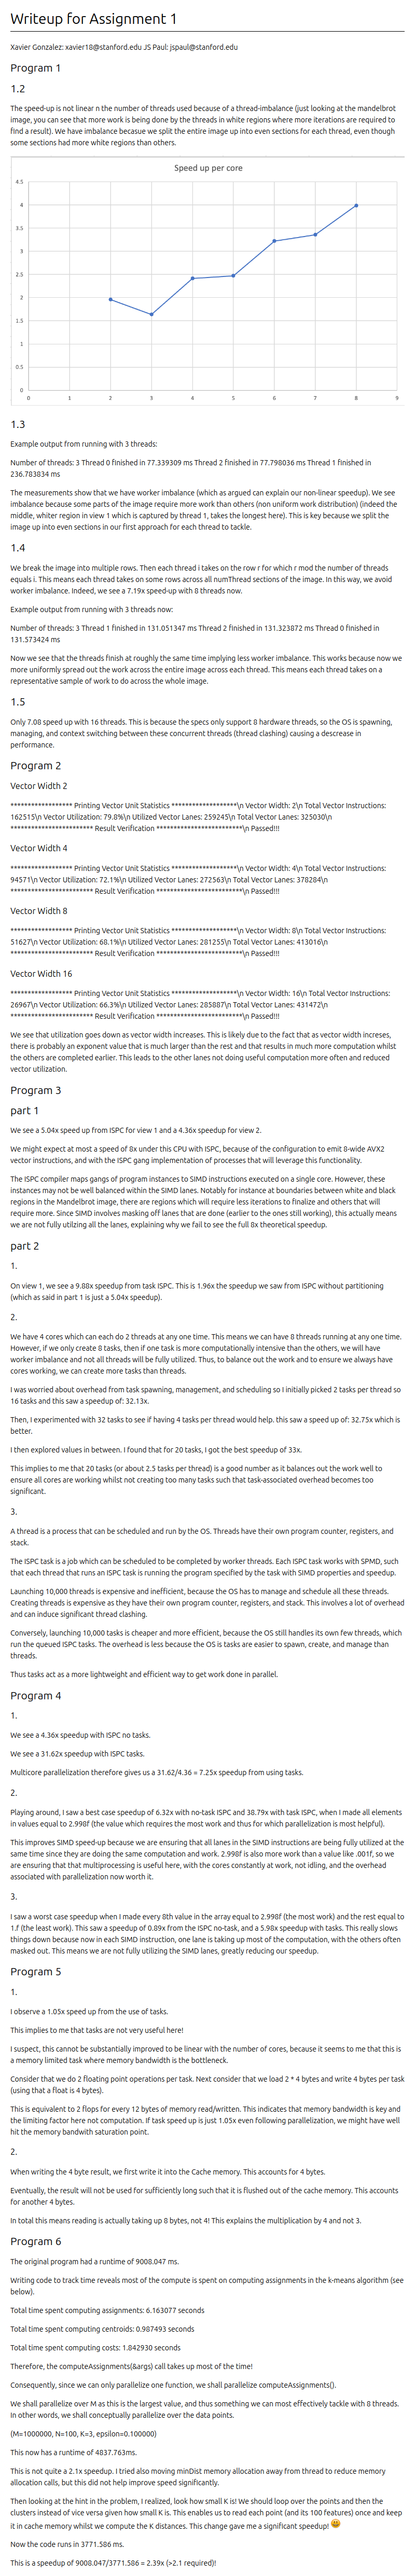 Writeup for Assignment 1
Xavier Gonzalez: xavier18@stanford.edu JS Paul: jspaul@stanford.edu
Program 1
1.2
The speed-up is not linear n the number of threads used because of a thread-imbalance (just looking at the mandelbrot
image, you can see that more work is being done by the threads in white regions where more iterations are required to
find a result). We have imbalance becasue we split the entire image up into even sections for each thread, even though
some sections had more white regions than others.
Speed up per core
4.5
4
3.5
3
2.5
2
1.5
1
0.5
0
0 1 2 3 4 5 6 7 8 9
1.3
Example output from running with 3 threads:
Number of threads: 3 Thread 0 finished in 77.339309 ms Thread 2 finished in 77.798036 ms Thread 1 finished in
236.783834 ms
The measurements show that we have worker imbalance (which as argued can explain our non-linear speedup). We see
imbalance because some parts of the image require more work than others (non uniform work distribution) (indeed the
middle, whiter region in view 1 which is captured by thread 1, takes the longest here). This is key because we split the
image up into even sections in our first approach for each thread to tackle.
1.4
We break the image into multiple rows. Then each thread i takes on the row r for which r mod the number of threads
equals i. This means each thread takes on some rows across all numThread sections of the image. In this way, we avoid
worker imbalance. Indeed, we see a 7.19x speed-up with 8 threads now.
Example output from running with 3 threads now:
Number of threads: 3 Thread 1 finished in 131.051347 ms Thread 2 finished in 131.323872 ms Thread 0 finished in
131.573424 ms
Now we see that the threads finish at roughly the same time implying less worker imbalance. This works because now we
more uniformly spread out the work across the entire image across each thread. This means each thread takes on a
representative sample of work to do across the whole image.
1.5
Only 7.08 speed up with 16 threads. This is because the specs only support 8 hardware threads, so the OS is spawning,
managing, and context switching between these concurrent threads (thread clashing) causing a descrease in
performance.
Program 2
Vector Width 2
****************** Printing Vector Unit Statistics *******************\n Vector Width: 2\n Total Vector Instructions:
162515\n Vector Utilization: 79.8%\n Utilized Vector Lanes: 259245\n Total Vector Lanes: 325030\n
************************ Result Verification *************************\n Passed!!!
Vector Width 4
****************** Printing Vector Unit Statistics *******************\n Vector Width: 4\n Total Vector Instructions:
94571\n Vector Utilization: 72.1%\n Utilized Vector Lanes: 272563\n Total Vector Lanes: 378284\n
************************ Result Verification *************************\n Passed!!!
Vector Width 8
****************** Printing Vector Unit Statistics *******************\n Vector Width: 8\n Total Vector Instructions:
51627\n Vector Utilization: 68.1%\n Utilized Vector Lanes: 281255\n Total Vector Lanes: 413016\n
************************ Result Verification *************************\n Passed!!!
Vector Width 16
****************** Printing Vector Unit Statistics *******************\n Vector Width: 16\n Total Vector Instructions:
26967\n Vector Utilization: 66.3%\n Utilized Vector Lanes: 285887\n Total Vector Lanes: 431472\n
************************ Result Verification *************************\n Passed!!!
We see that utilization goes down as vector width increases. This is likely due to the fact that as vector width increses,
there is probably an exponent value that is much larger than the rest and that results in much more computation whilst
the others are completed earlier. This leads to the other lanes not doing useful computation more often and reduced
vector utilization.
Program 3
part 1
We see a 5.04x speed up from ISPC for view 1 and a 4.36x speedup for view 2.
We might expect at most a speed of 8x under this CPU with ISPC, because of the configuration to emit 8-wide AVX2
vector instructions, and with the ISPC gang implementation of processes that will leverage this functionality.
The ISPC compiler maps gangs of program instances to SIMD instructions executed on a single core. However, these
instances may not be well balanced within the SIMD lanes. Notably for instance at boundaries between white and black
regions in the Mandelbrot image, there are regions which will require less iterations to finalize and others that will
require more. Since SIMD involves masking off lanes that are done (earlier to the ones still working), this actually means
we are not fully utilzing all the lanes, explaining why we fail to see the full 8x theoretical speedup.
part 2
1.
On view 1, we see a 9.88x speedup from task ISPC. This is 1.96x the speedup we saw from ISPC without partitioning
(which as said in part 1 is just a 5.04x speedup).
2.
We have 4 cores which can each do 2 threads at any one time. This means we can have 8 threads running at any one time.
However, if we only create 8 tasks, then if one task is more computationally intensive than the others, we will have
worker imbalance and not all threads will be fully utilized. Thus, to balance out the work and to ensure we always have
cores working, we can create more tasks than threads.
I was worried about overhead from task spawning, management, and scheduling so I initially picked 2 tasks per thread so
16 tasks and this saw a speedup of: 32.13x.
Then, I experimented with 32 tasks to see if having 4 tasks per thread would help. this saw a speed up of: 32.75x which is
better.
I then explored values in between. I found that for 20 tasks, I got the best speedup of 33x.
This implies to me that 20 tasks (or about 2.5 tasks per thread) is a good number as it balances out the work well to
ensure all cores are working whilst not creating too many tasks such that task-associated overhead becomes too
significant.
3.
A thread is a process that can be scheduled and run by the OS. Threads have their own program counter, registers, and
stack.
The ISPC task is a job which can be scheduled to be completed by worker threads. Each ISPC task works with SPMD, such
that each thread that runs an ISPC task is running the program specified by the task with SIMD properties and speedup.
Launching 10,000 threads is expensive and inefficient, because the OS has to manage and schedule all these threads.
Creating threads is expensive as they have their own program counter, registers, and stack. This involves a lot of overhead
and can induce significant thread clashing.
Conversely, launching 10,000 tasks is cheaper and more efficient, because the OS still handles its own few threads, which
run the queued ISPC tasks. The overhead is less because the OS is tasks are easier to spawn, create, and manage than
threads.
Thus tasks act as a more lightweight and efficient way to get work done in parallel.
Program 4
1.
We see a 4.36x speedup with ISPC no tasks.
We see a 31.62x speedup with ISPC tasks.
Multicore parallelization therefore gives us a 31.62/4.36 = 7.25x speedup from using tasks.
2.
Playing around, I saw a best case speedup of 6.32x with no-task ISPC and 38.79x with task ISPC, when I made all elements
in values equal to 2.998f (the value which requires the most work and thus for which parallelization is most helpful).
This improves SIMD speed-up because we are ensuring that all lanes in the SIMD instructions are being fully utilized at the
same time since they are doing the same computation and work. 2.998f is also more work than a value like .001f, so we
are ensuring that that multiprocessing is useful here, with the cores constantly at work, not idling, and the overhead
associated with parallelization now worth it.
3.
I saw a worst case speedup when I made every 8th value in the array equal to 2.998f (the most work) and the rest equal to
1.f (the least work). This saw a speedup of 0.89x from the ISPC no-task, and a 5.98x speedup with tasks. This really slows
things down because now in each SIMD instruction, one lane is taking up most of the computation, with the others often
masked out. This means we are not fully utilizing the SIMD lanes, greatly reducing our speedup.
Program 5
1.
I observe a 1.05x speed up from the use of tasks.
This implies to me that tasks are not very useful here!
I suspect, this cannot be substantially improved to be linear with the number of cores, because it seems to me that this is
a memory limited task where memory bandwidth is the bottleneck.
Consider that we do 2 floating point operations per task. Next consider that we load 2 * 4 bytes and write 4 bytes per task
(using that a float is 4 bytes).
This is equivalent to 2 flops for every 12 bytes of memory read/written. This indicates that memory bandwidth is key and
the limiting factor here not computation. If task speed up is just 1.05x even following parallelization, we might have well
hit the memory bandwith saturation point.
2.
When writing the 4 byte result, we first write it into the Cache memory. This accounts for 4 bytes.
Eventually, the result will not be used for sufficiently long such that it is flushed out of the cache memory. This accounts
for another 4 bytes.
In total this means reading is actually taking up 8 bytes, not 4! This explains the multiplication by 4 and not 3.
Program 6
The original program had a runtime of 9008.047 ms.
Writing code to track time reveals most of the compute is spent on computing assignments in the k-means algorithm (see
below).
Total time spent computing assignments: 6.163077 seconds
Total time spent computing centroids: 0.987493 seconds
Total time spent computing costs: 1.842930 seconds
Therefore, the computeAssignments(&args) call takes up most of the time!
Consequently, since we can only parallelize one function, we shall parallelize computeAssignments().
We shall parallelize over M as this is the largest value, and thus something we can most effectively tackle with 8 threads.
In other words, we shall conceptually parallelize over the data points.
(M=1000000, N=100, K=3, epsilon=0.100000)
This now has a runtime of 4837.763ms.
This is not quite a 2.1x speedup. I tried also moving minDist memory allocation away from thread to reduce memory
allocation calls, but this did not help improve speed significantly.
Then looking at the hint in the problem, I realized, look how small K is! We should loop over the points and then the
clusters instead of vice versa given how small K is. This enables us to read each point (and its 100 features) once and keep
it in cache memory whilst we compute the K distances. This change gave me a significant speedup! 😀
Now the code runs in 3771.586 ms.
This is a speedup of 9008.047/3771.586 = 2.39x (>2.1 required)!